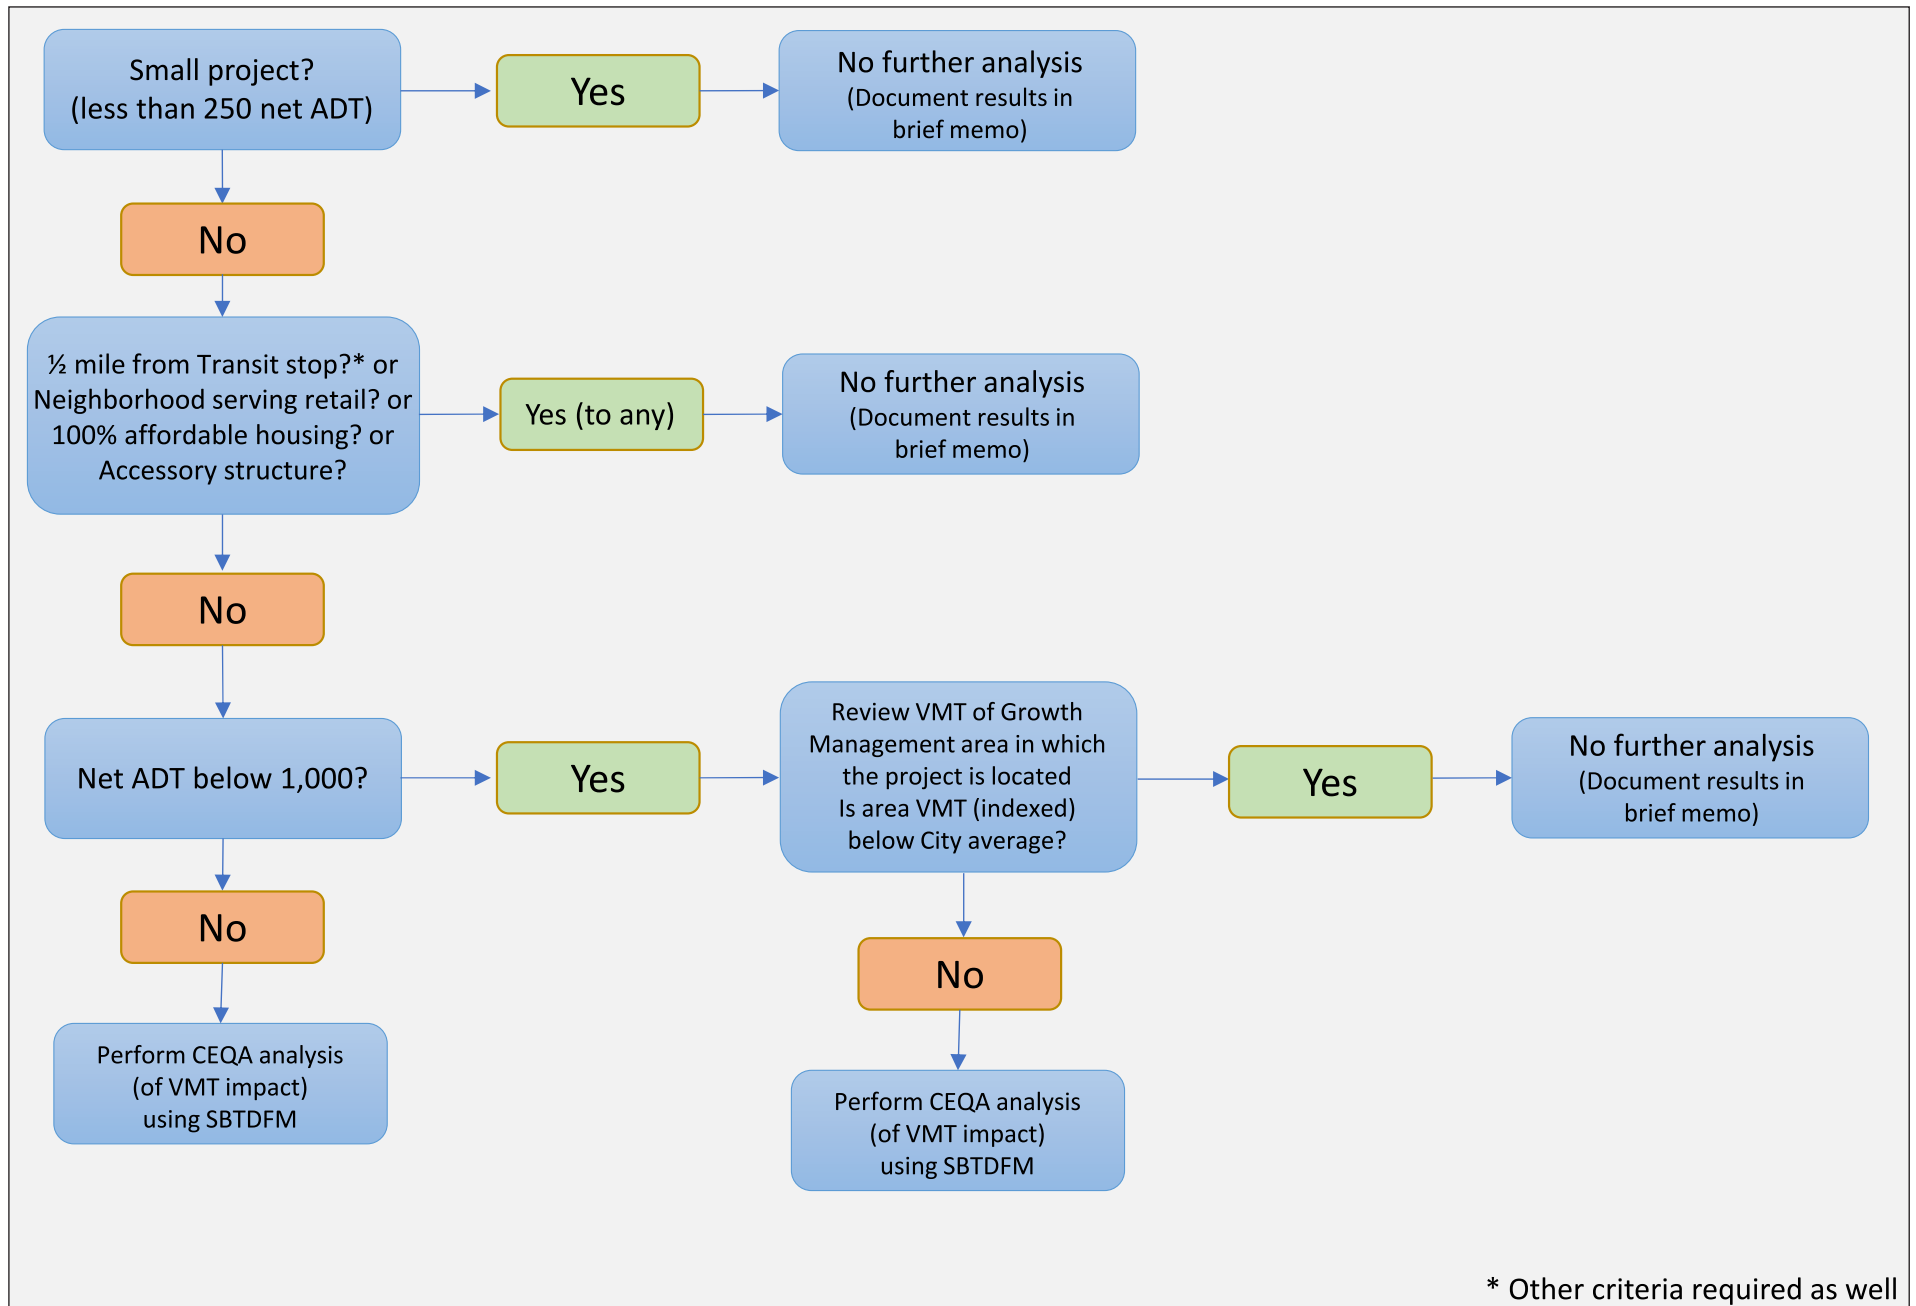 Small project?
(less than 250 net ADT)
Yes
No further analysis
(Document results in
brief memo)
No
½ mile from Transit stop?* or
Neighborhood serving retail? or
100% affordable housing? or
Accessory structure?
Yes (to any)
No further analysis
(Document results in
brief memo)
No
Net ADT below 1,000?
Yes
Review VMT of Growth
Management area in which
the project is located
Is area VMT (indexed)
below City average?
Yes
No further analysis
(Document results in
brief memo)
No
Perform CEQA analysis
(of VMT impact)
using SBTDFM
No
Perform CEQA analysis
(of VMT impact)
using SBTDFM
* Other criteria required as well